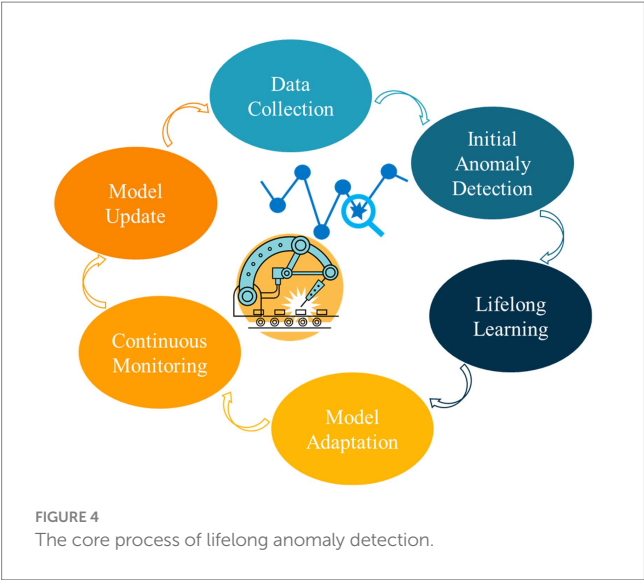 Data
Collection
Initial
Anomaly
Detection
Lifelong
Learning
Model
Adaptation
Continuous
Monitoring
Model
Update
FIGURE 4
The core process of lifelong anomaly detection.